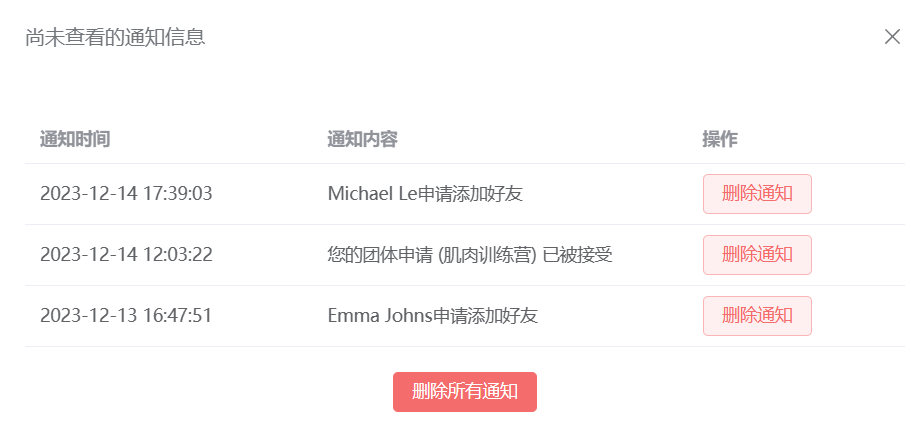 尚未查看的通知信息
通知时间 通知内容 操作
2023-12-14 17:39:03 Michael Le申请添加好友 删除通知
2023-12-14 12:03:22 您的团体申请 (肌肉训练营) 已被接受 删除通知
2023-12-13 16:47:51 Emma Johns申请添加好友 删除通知
删除所有通知